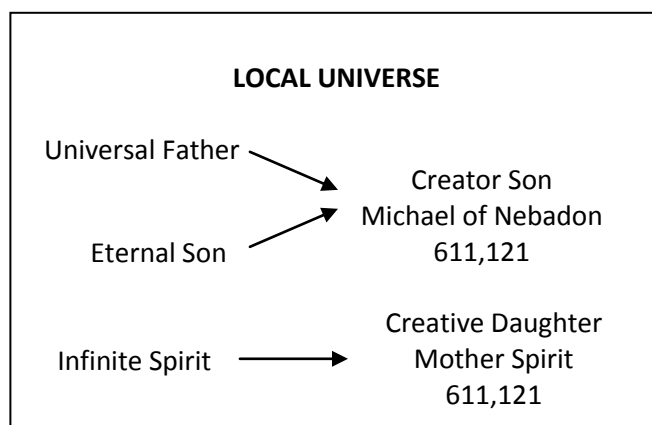 LOCAL UNIVERSE
Universal Father
Creator Son
Michael of Nebadon
611,121
Eternal Son
Creative Daughter
Mother Spirit
611,121
Infinite Spirit